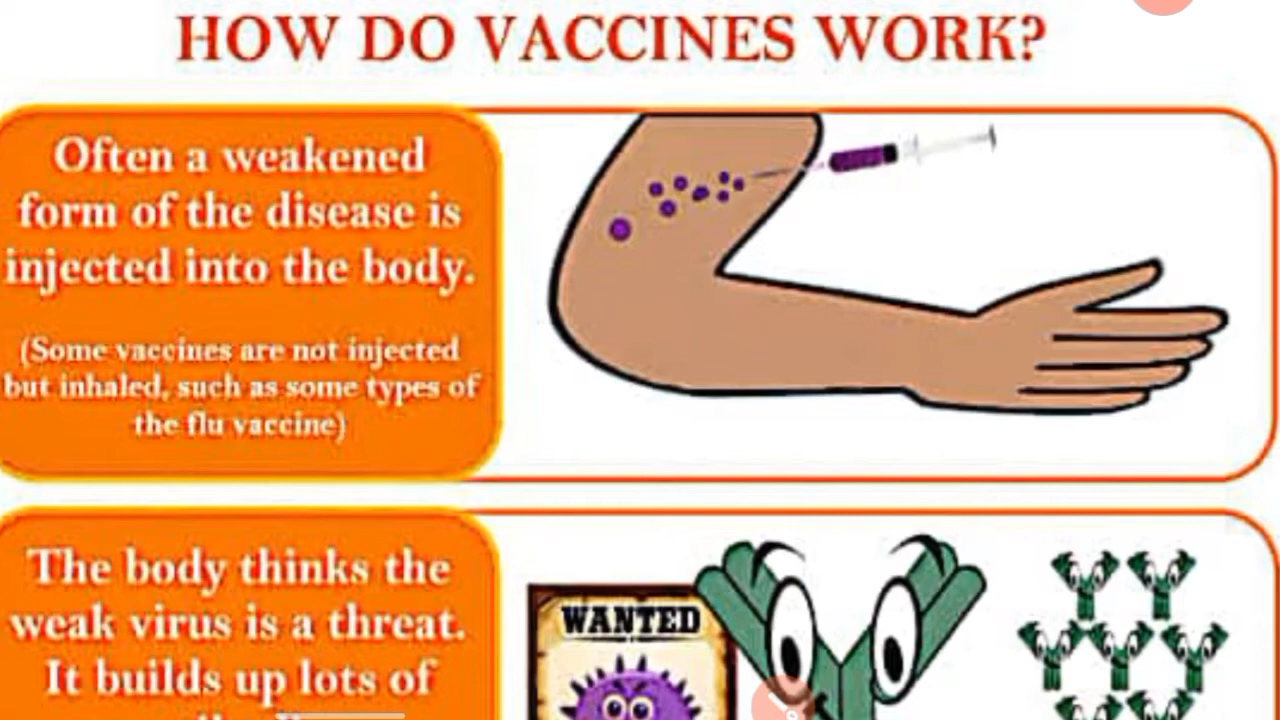 HOW DO VACCINES WORK?
Often a weakened
form of the disease is
injected into the body.
(Some vaccines are not injected
but inhaled, such as some types of
the flu vaccine)
The body thinks the
weak virus is a threat.
It builds up lots of
WANTED